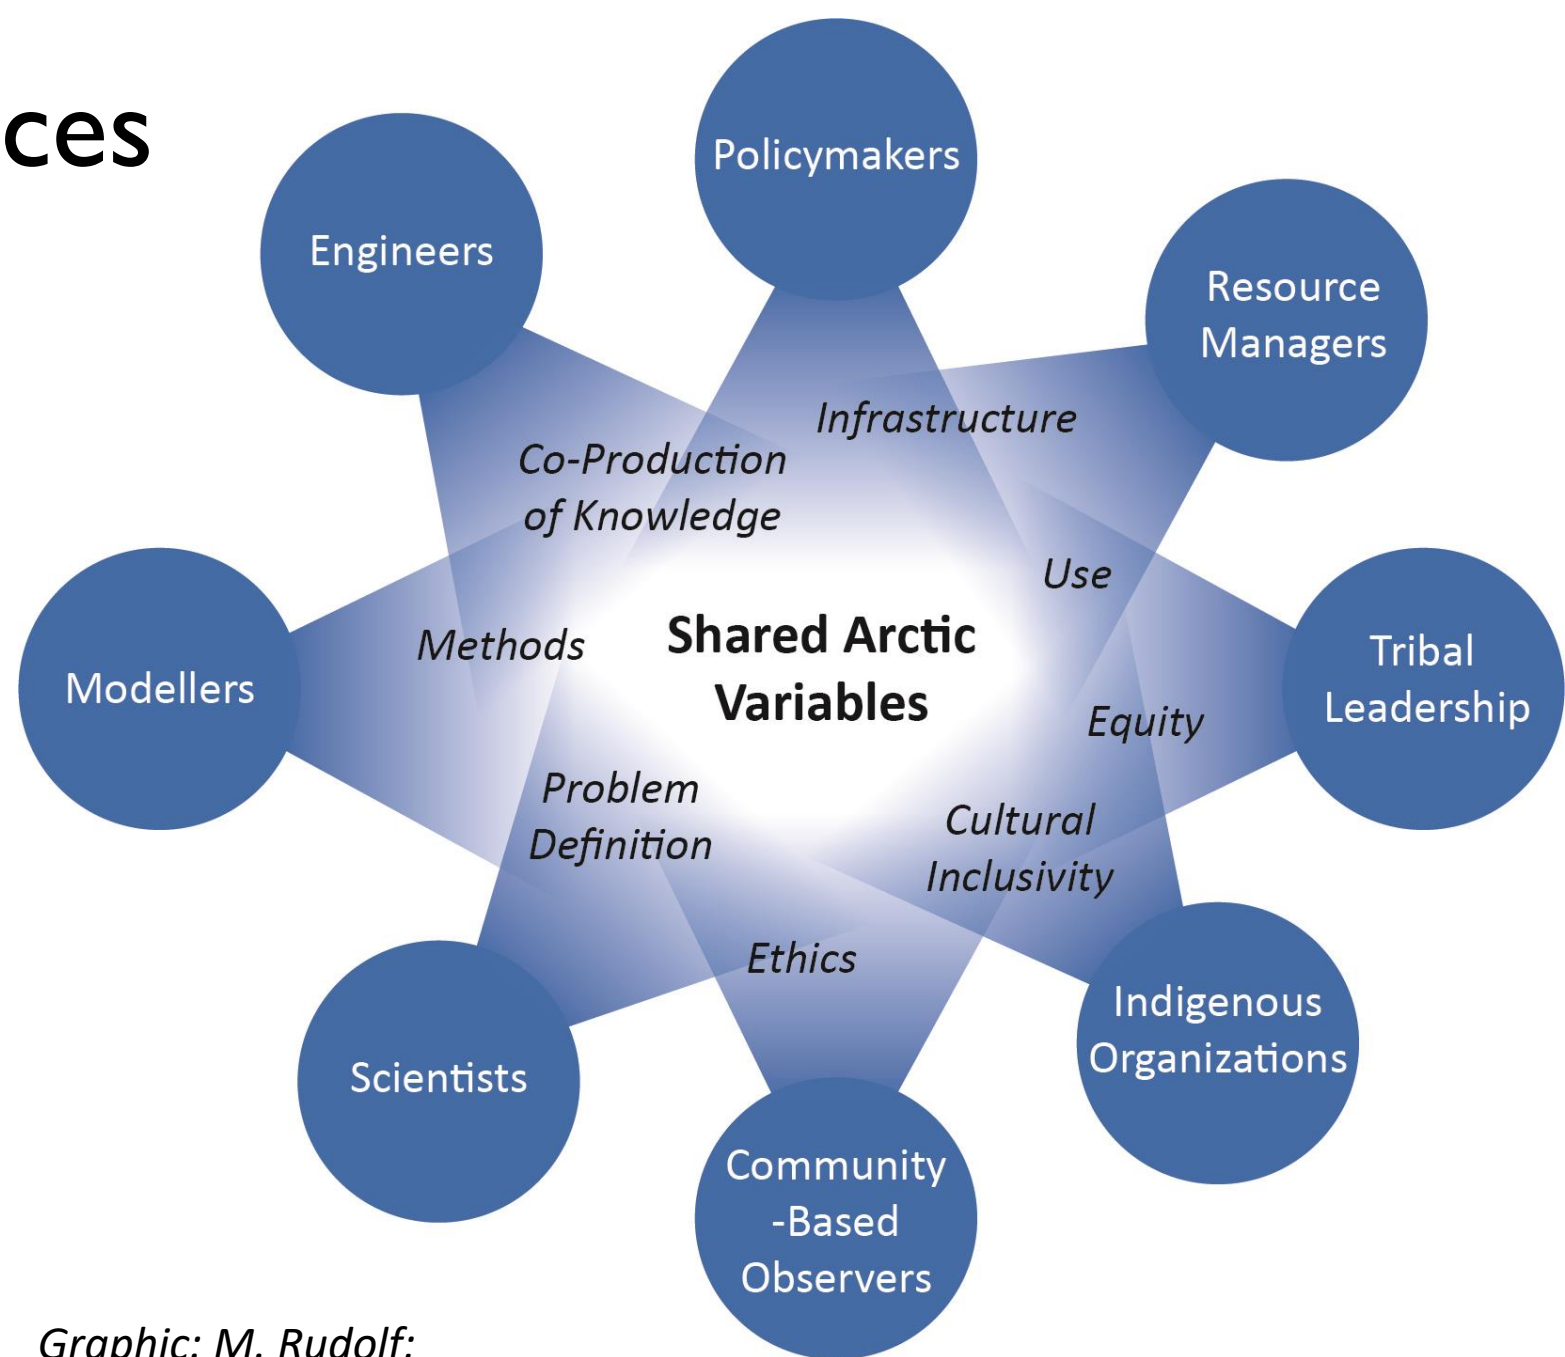 ces
Policymakers
Engineers
Resource
Managers
Infrastructure
Co-Production
of Knowledge
Use
Methods
Shared Arctic
Variables
Modellers
Tribal
Leadership
Equity
Problem
Definition
Cultural
Inclusivity
Ethics
Indigenous
Organizations
Scientists
Community
-Based
Observers
Graphic: M. Rudolf;